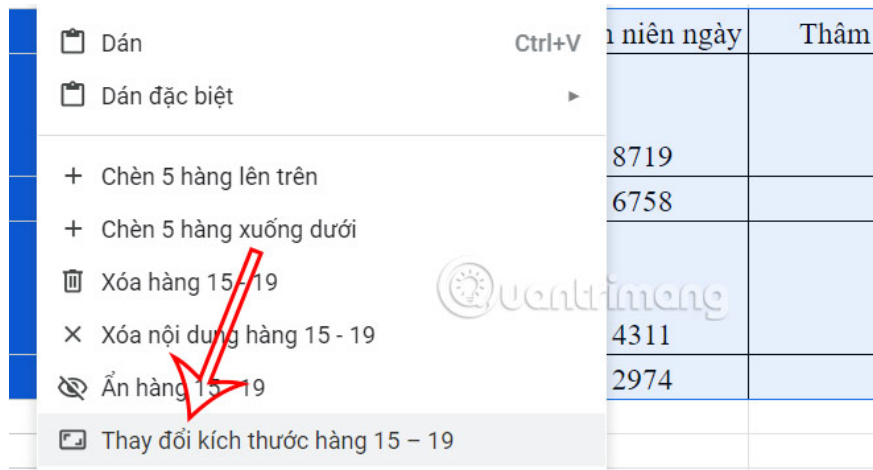 Dán Ctrl+V
Dán đặc biệt
Chèn 5 hàng lên trên
Chèn 5 hàng xuống dưới
Xóa hàng 15 - 19
Xóa nội dung hàng 15 - 19
Ẩn hàng 15 - 19
Thay đổi kích thước hàng 15 – 19
niên ngày Thâm
8719
6758
4311
2974
Quantrimang